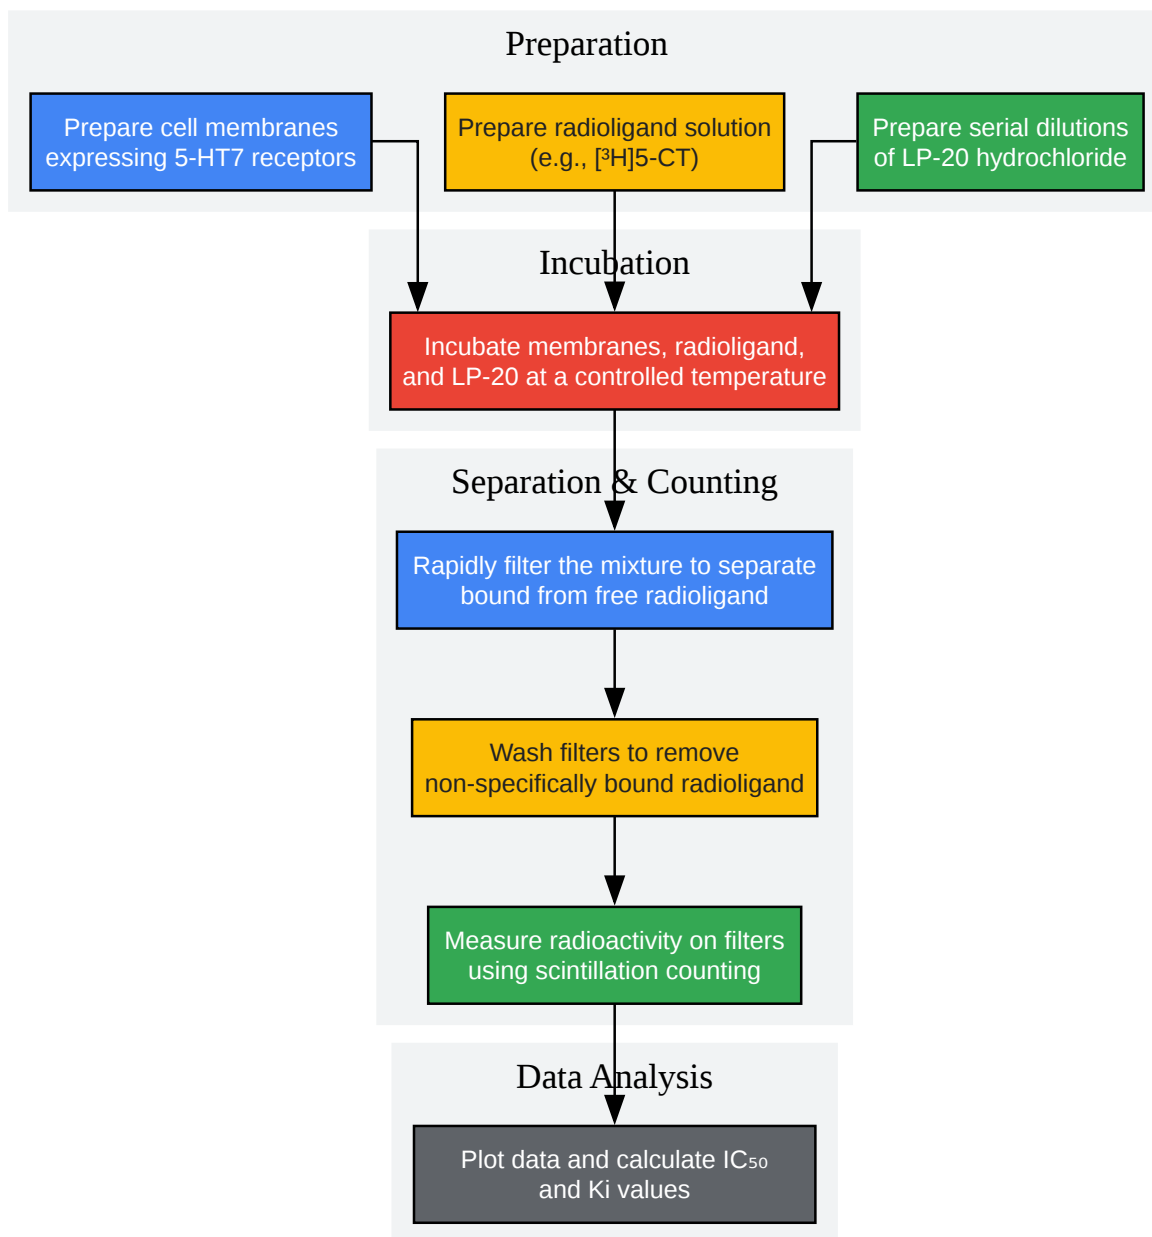 Preparation
Prepare cell membranes
expressing 5-HT7 receptors
Prepare radioligand solution
(e.g., [³H]5-CT)
Prepare serial dilutions
of LP-20 hydrochloride
Incubation
Incubate membranes, radioligand,
and LP-20 at a controlled temperature
Separation & Counting
Rapidly filter the mixture to separate
bound from free radioligand
Wash filters to remove
non-specifically bound radioligand
Measure radioactivity on filters
using scintillation counting
Data Analysis
Plot data and calculate IC₅₀
and Ki values